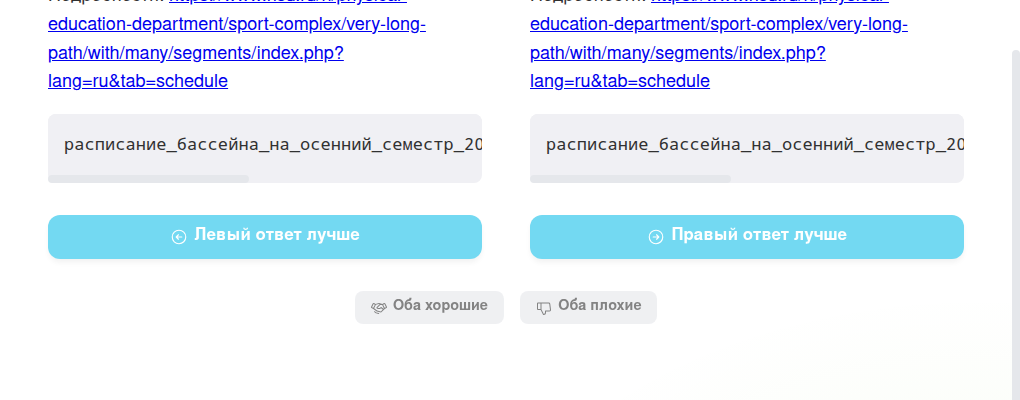 education-department/sport-complex/very-long-
path/with/many/segments/index.php?
lang=ru&tab=schedule
расписание_бассейна_на_осенний_семестр_20
Левый ответ лучше
education-department/sport-complex/very-long-
path/with/many/segments/index.php?
lang=ru&tab=schedule
расписание_бассейна_на_осенний_семестр_20
Правый ответ лучше
Оба хорошие
Оба плохие